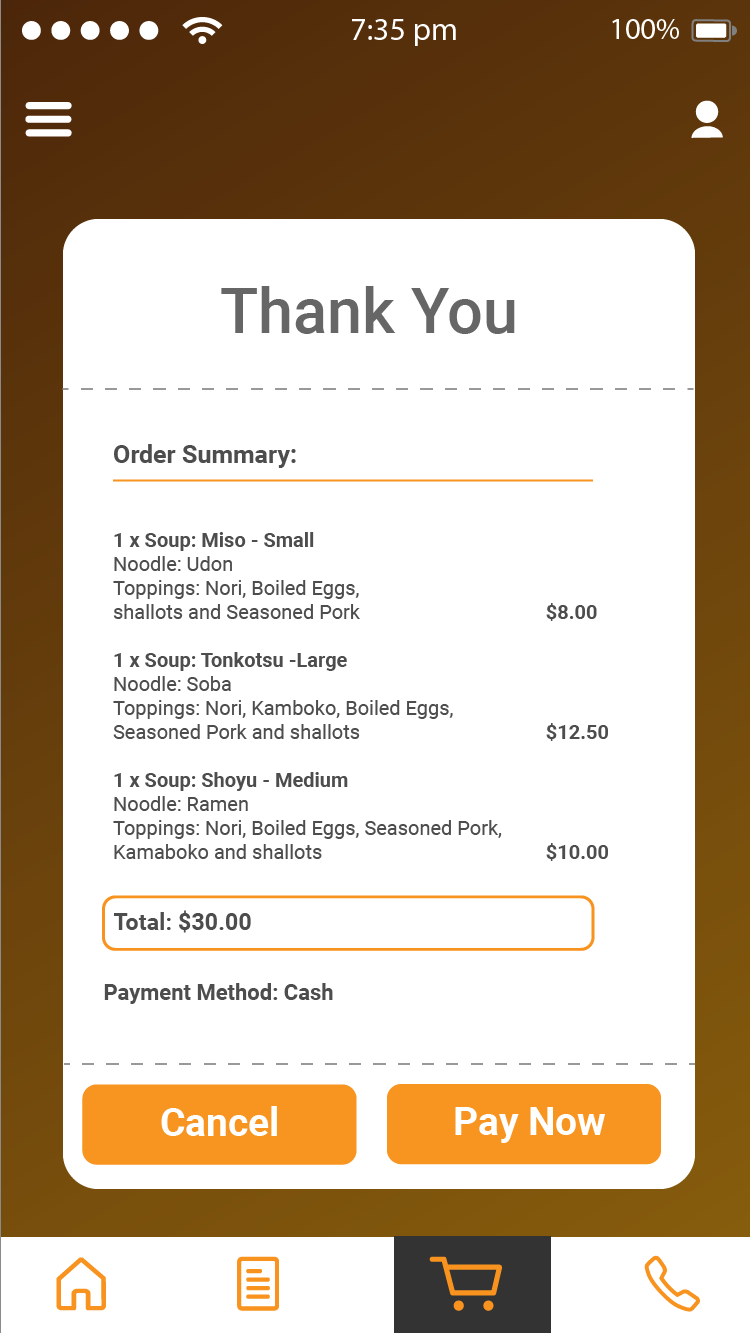 7:35 pm 100%
Thank You
Order Summary:
1 x Soup: Miso - Small
Noodle: Udon
Toppings: Nori, Boiled Eggs,
shallots and Seasoned Pork $8.00
1 x Soup: Tonkotsu -Large
Noodle: Soba
Toppings: Nori, Kamboko, Boiled Eggs,
Seasoned Pork and shallots $12.50
1 x Soup: Shoyu - Medium
Noodle: Ramen
Toppings: Nori, Boiled Eggs, Seasoned Pork,
Kamaboko and shallots $10.00
Total: $30.00
Payment Method: Cash
Cancel Pay Now